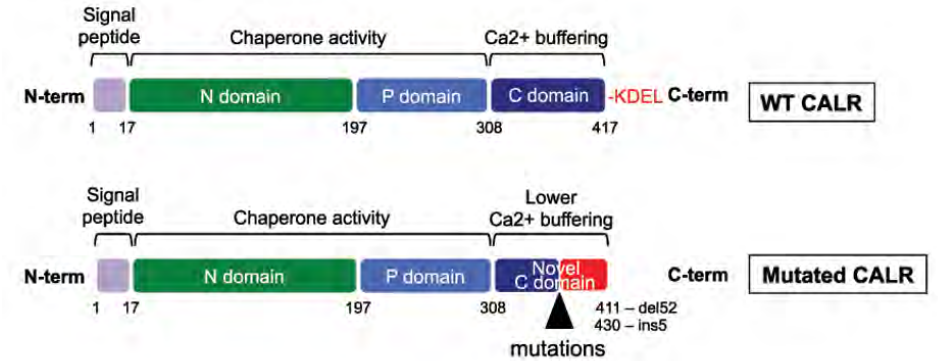 Signal
peptide
Chaperone activity
Ca2+ buffering
N-term
N domain
P domain
C domain
-KDEL
C-term
WT CALR
1
17
197
308
417
Signal
peptide
Chaperone activity
Lower
Ca2+ buffering
N-term
N domain
P domain
Novel
C domain
C-term
Mutated CALR
1
17
197
308
411 – del52
430 – ins5
mutations